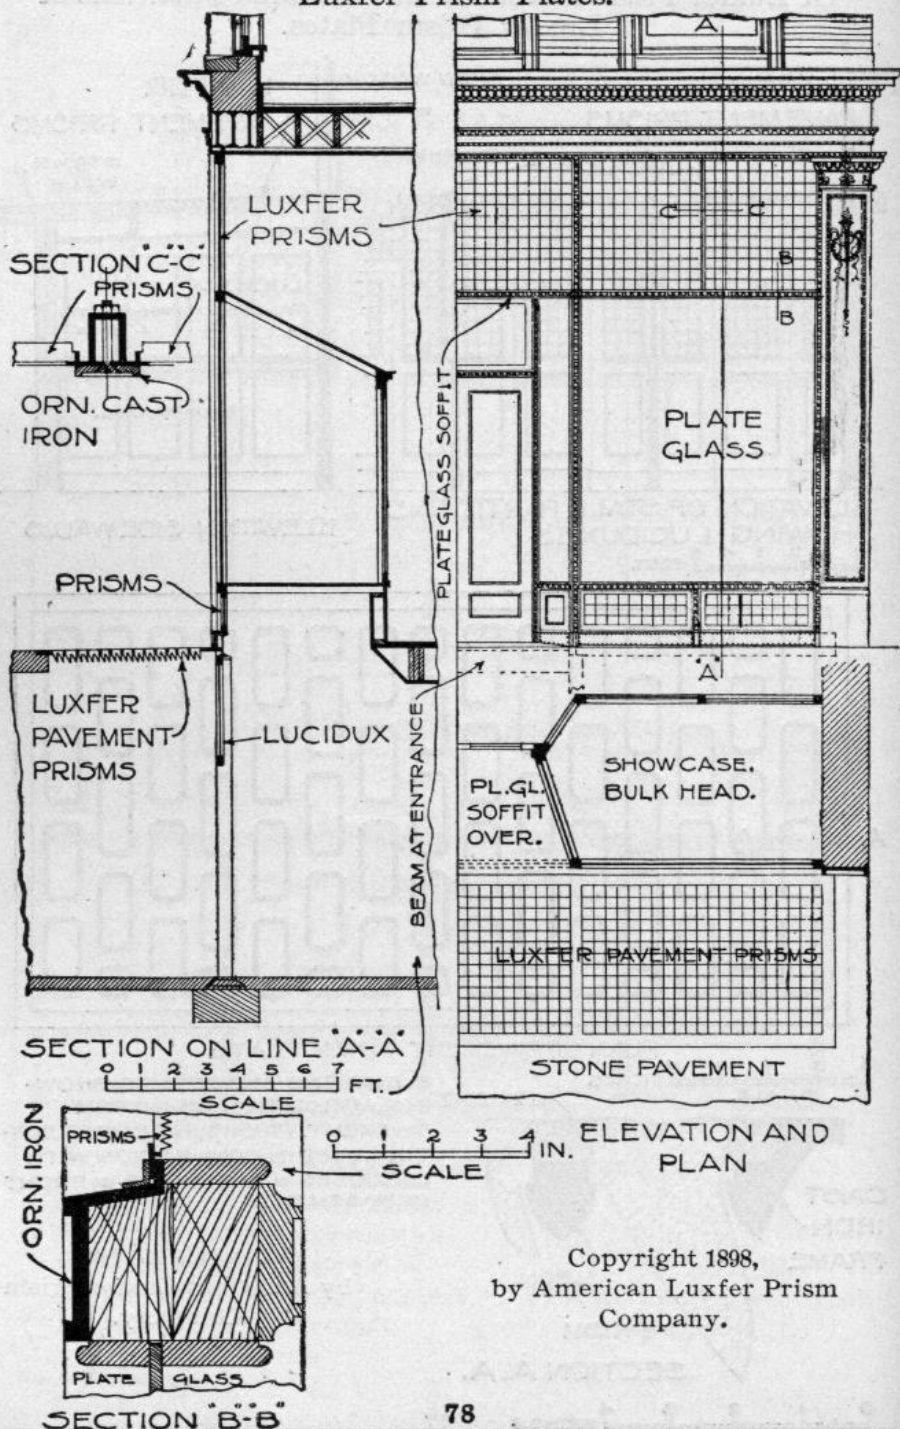 Luxfer Prism Plates.
A
LUXFER
PRISMS
C C
B
B
SECTION "C-C"
PRISMS
ORN. CAST
IRON
PLATE GLASS SOFFIT
PLATE
GLASS
PRISMS
"A"
LUXFER
PAVEMENT
PRISMS
LUCIDUX
BEAM AT ENTRANCE
SHOW CASE.
BULK HEAD.
PL. GL.
SOFFIT
OVER.
LUXFER PAVEMENT PRISMS
STONE PAVEMENT
SECTION ON LINE "A-A"
0 1 2 3 4 5 6 7 FT.
SCALE
ORN. IRON
PRISMS
0 1 2 3 4 IN.
SCALE
ELEVATION AND
PLAN
PLATE GLASS
SECTION "B-B"
Copyright 1898,
by American Luxfer Prism
Company.
78